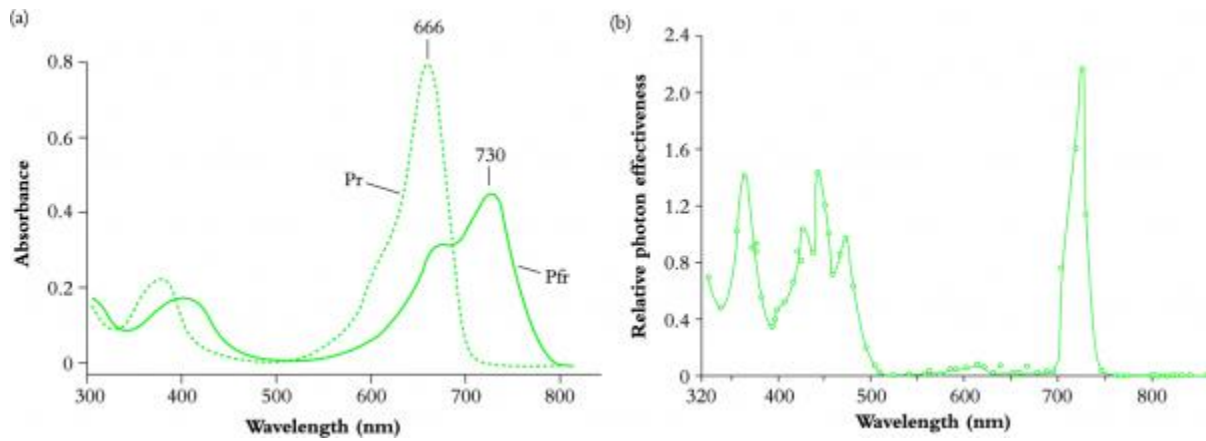 (a)
666
0.8
0.6
730
Pr
0.4
Absorbance
Pfr
0.2
0
300 400 500 600 700 800
Wavelength (nm)
(b)
2.4
2.0
1.6
1.2
0.8
0.4
0
Relative photon effectiveness
320 400 500 600 700 800
Wavelength (nm)